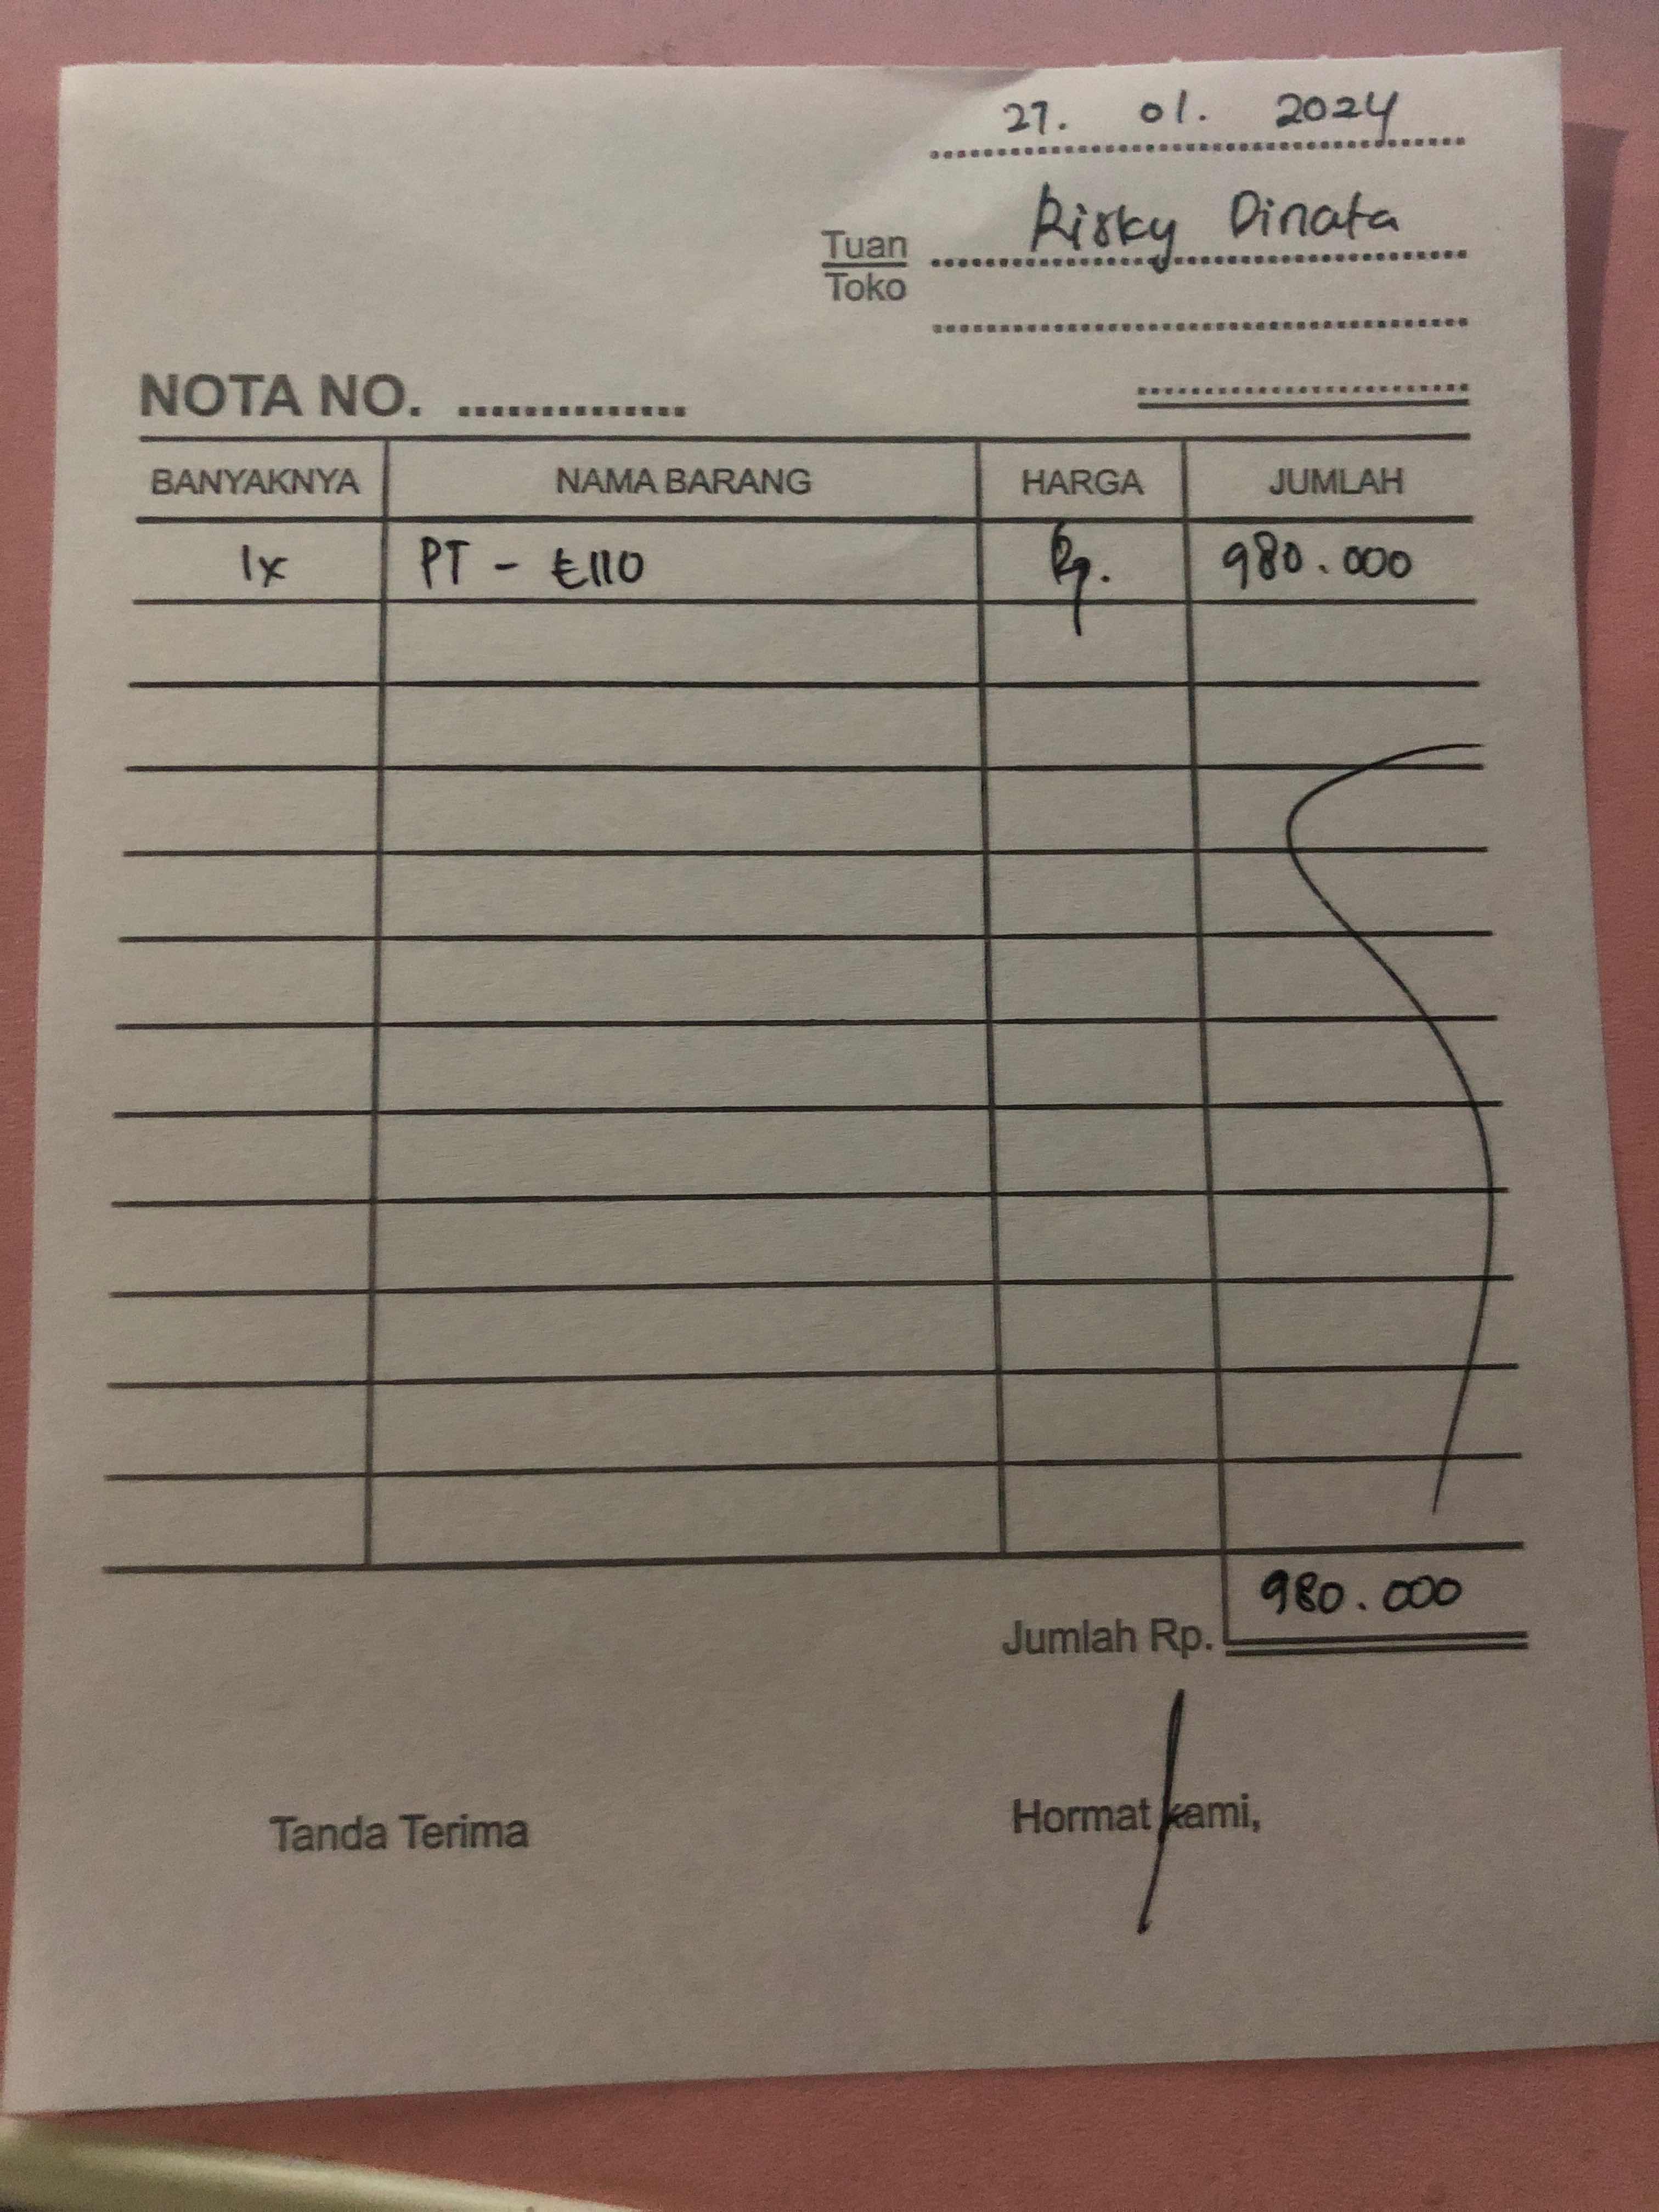 27. 01. 2024
Risky Dinata
Tuan
Toko
NOTA NO. ..............
BANYAKNYA NAMA BARANG HARGA JUMLAH
1x PT - E110 Rp. 980.000
980.000
Jumlah Rp.
Tanda Terima Hormat kami,